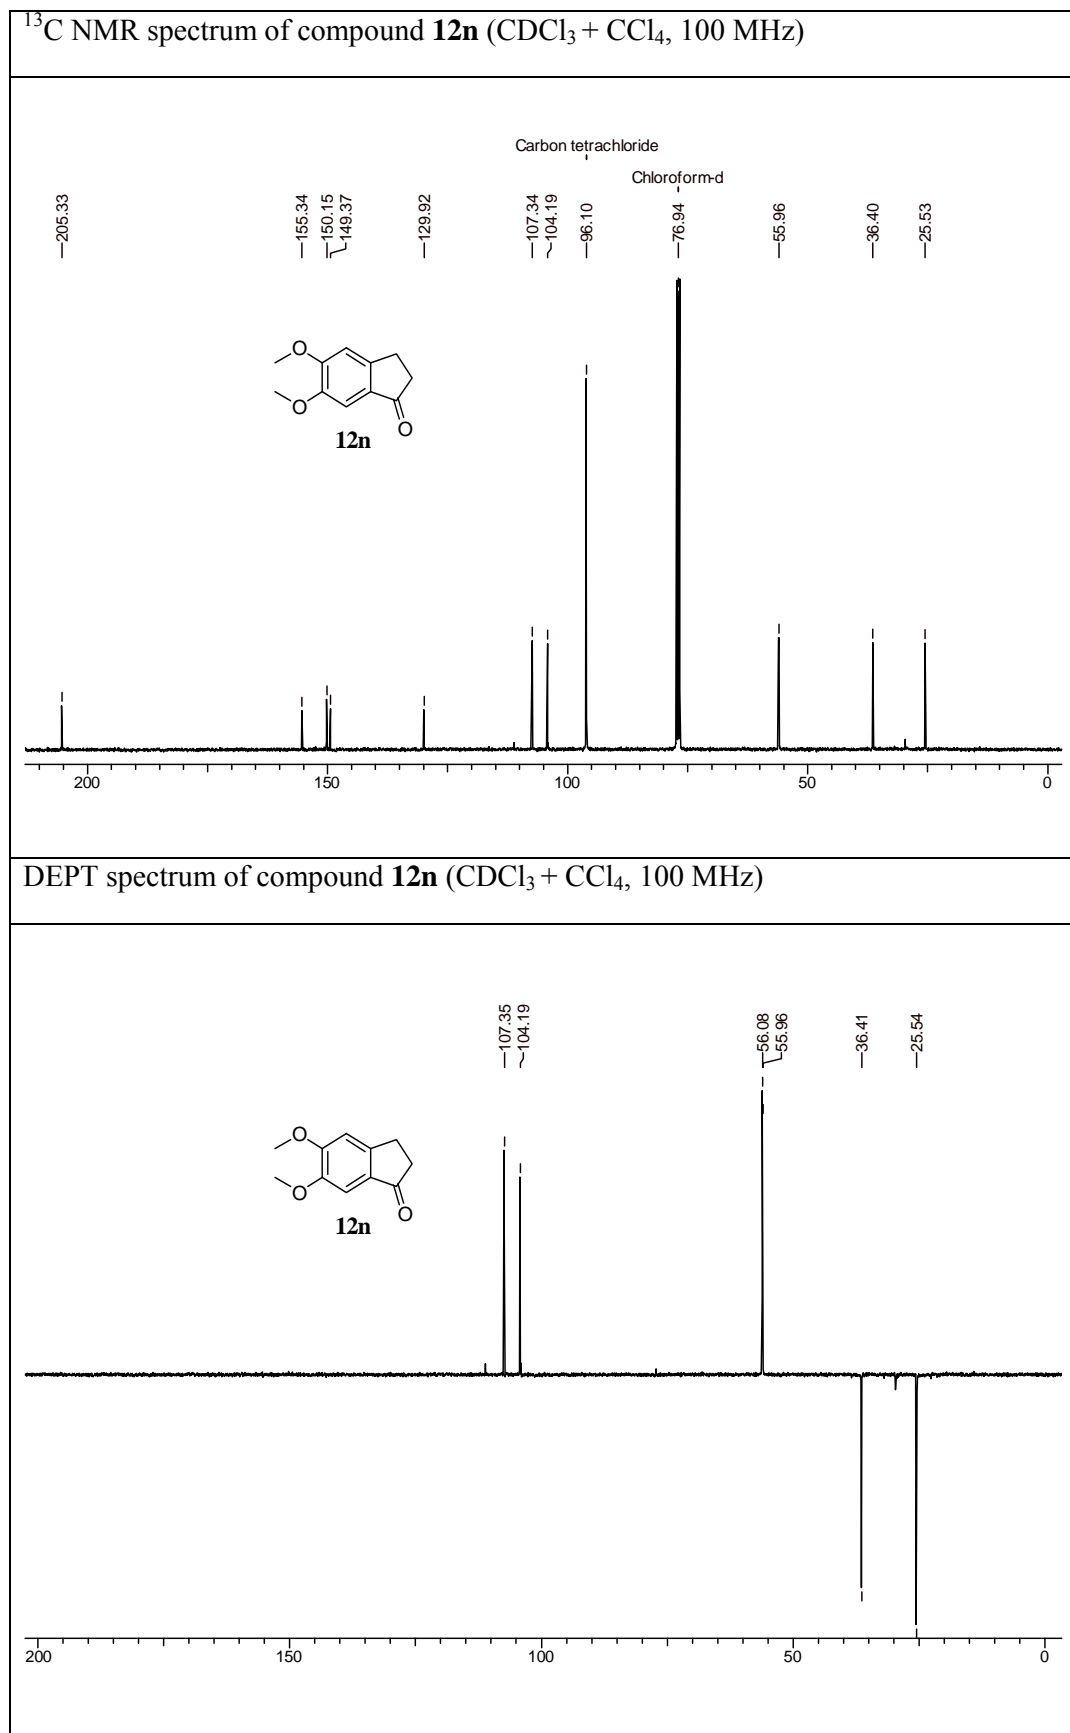 ¹³C NMR spectrum of compound 12n (CDCl₃ + CCl₄, 100 MHz)
Carbon tetrachloride
Chloroform-d
205.33 155.34 150.15 149.37 129.92 107.34 104.19 96.10 76.94 55.96 36.40 25.53
O
O
O
12n
200 150 100 50 0
DEPT spectrum of compound 12n (CDCl₃ + CCl₄, 100 MHz)
107.35 104.19 56.08 55.96 36.41 25.54
O
O
O
12n
200 150 100 50 0